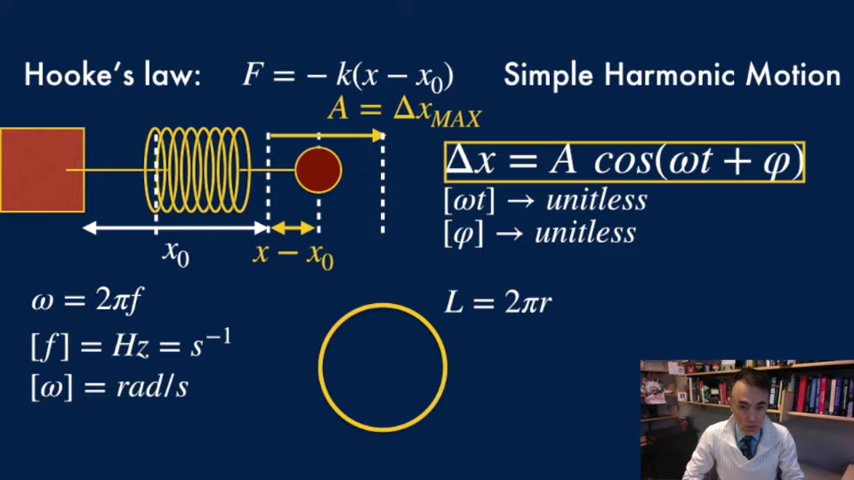 Hooke's law: F = − k(x − x₀) Simple Harmonic Motion
A = Δx_MAX
Δx = A cos(ωt + φ)
[ωt] → unitless
[φ] → unitless
x₀ x − x₀
ω = 2πf
L = 2πr
[f] = Hz = s⁻¹
[ω] = rad/s